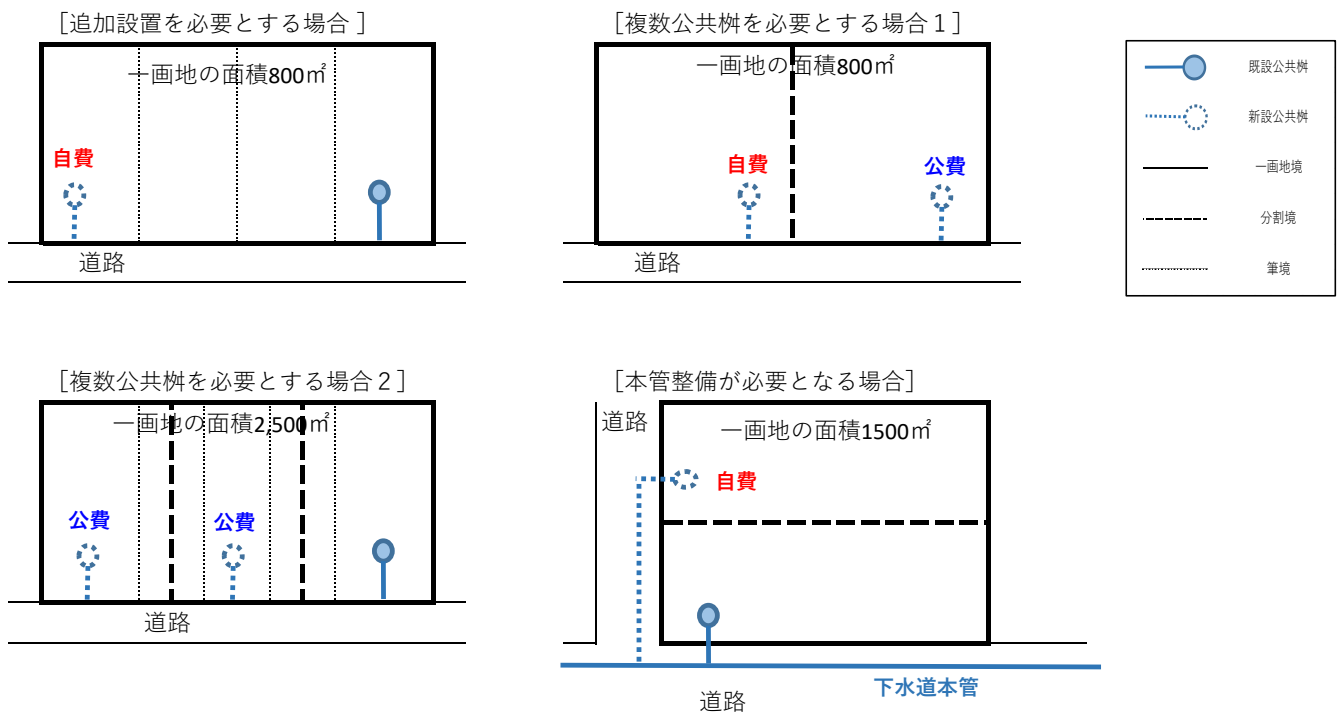 [追加設置を必要とする場合 ]
一画地の面積800㎡
自費
道路
[複数公共桝を必要とする場合１]
一画地の面積800㎡
自費
公費
道路
既設公共桝
新設公共桝
一画地境
分割境
筆境
[複数公共桝を必要とする場合２]
一画地の面積2,500㎡
公費
公費
道路
[本管整備が必要となる場合]
道路
一画地の面積1500㎡
自費
下水道本管
道路